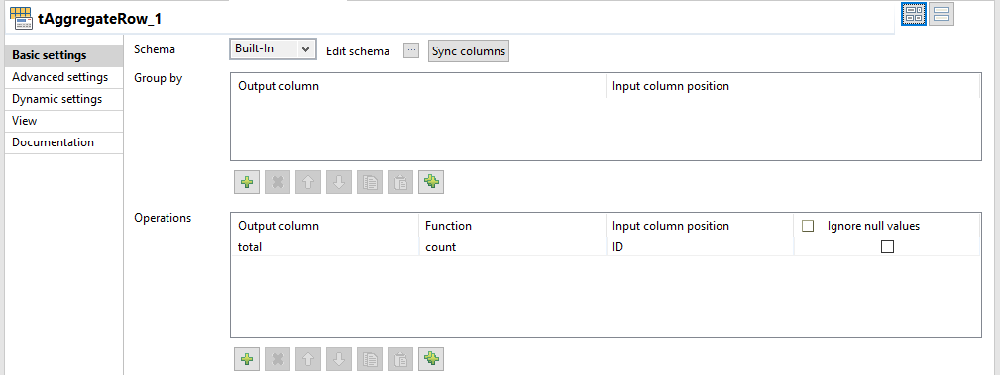 tAggregateRow_1
Basic settings
Advanced settings
Dynamic settings
View
Documentation
Schema Built-In Edit schema ... Sync columns
Group by
Output column Input column position
Operations
Output column Function Input column position Ignore null values
total count ID